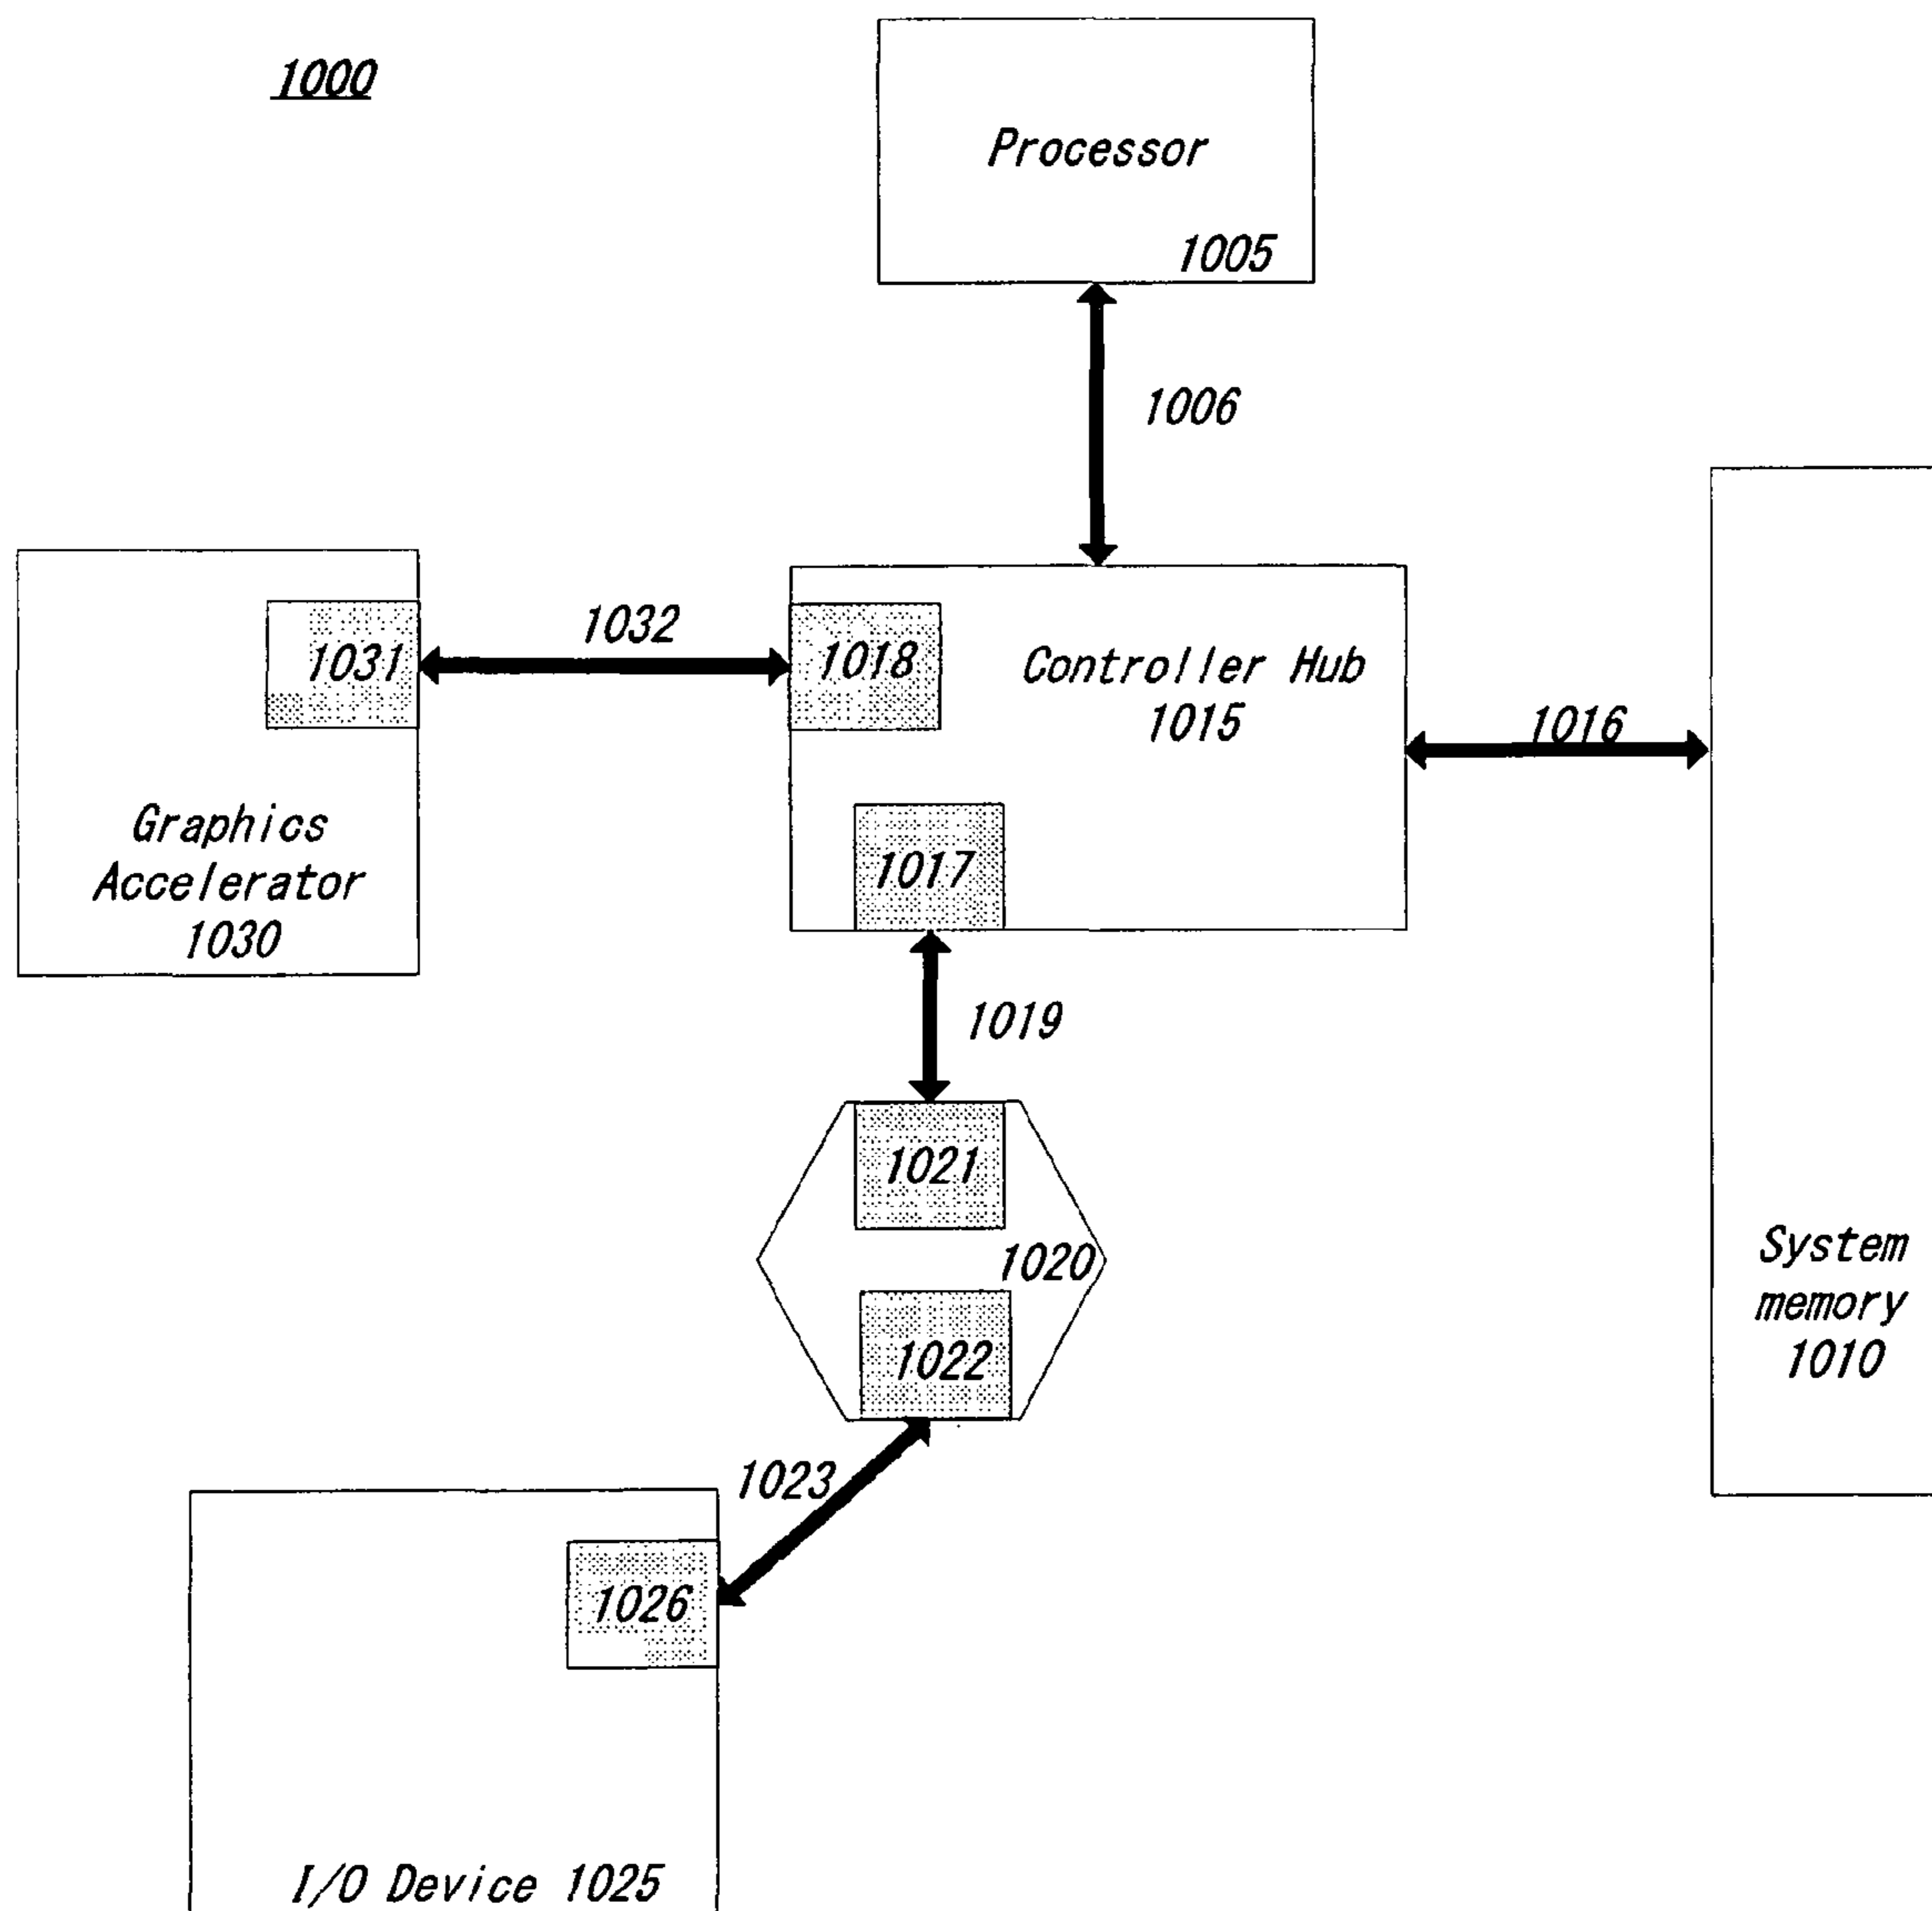 1000
Processor
1005
1006
1032
1031
1018
Controller Hub
1015
1016
Graphics
Accelerator
1030
1017
1019
1021
1020
1022
System
memory
1010
1023
1026
I/O Device 1025